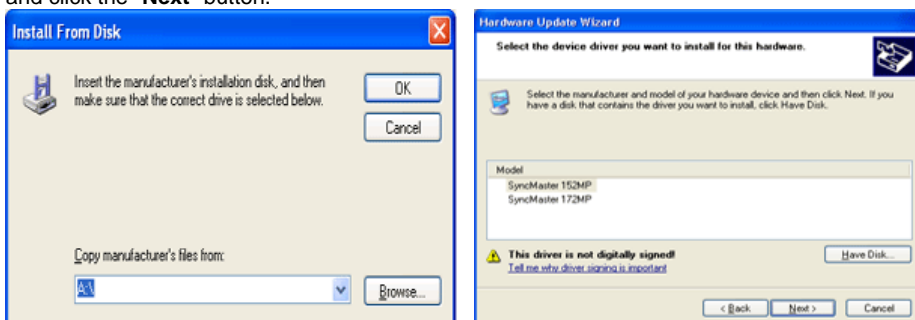 and click the "Next" button.
Install From Disk
Insert the manufacturer's installation disk, and then
make sure that the correct drive is selected below.
OK
Cancel
Copy manufacturer's files from:
A:\
Browse...
Hardware Update Wizard
Select the device driver you want to install for this hardware.
Select the manufacturer and model of your hardware device and then click Next. If you
have a disk that contains the driver you want to install, click Have Disk.
Model
SyncMaster 152MP
SyncMaster 172MP
This driver is not digitally signed!
Tell me why driver signing is important
Have Disk...
< Back
Next >
Cancel